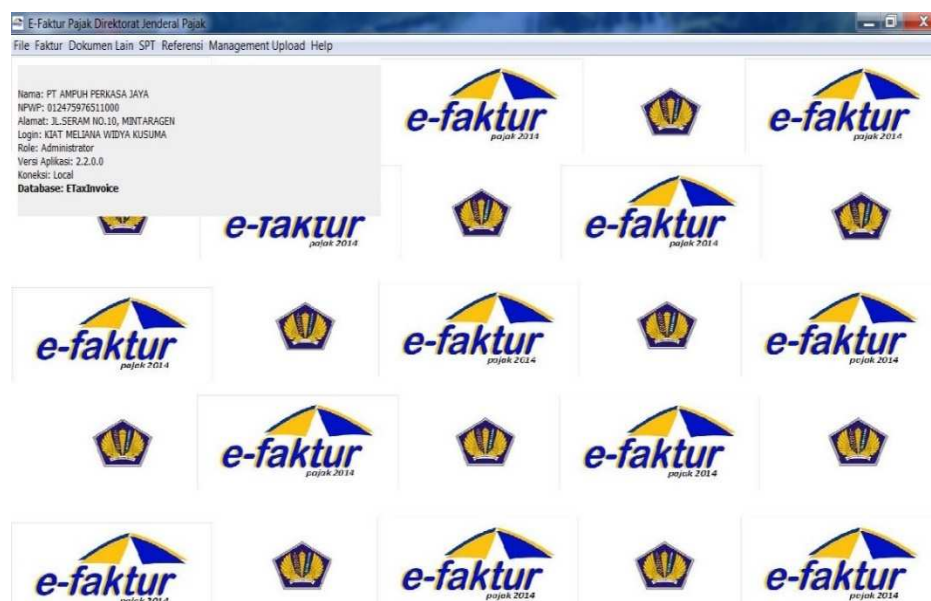 E-Faktur Pajak Direktorat Jenderal Pajak
File Faktur Dokumen Lain SPT Referensi Management Upload Help
Nama: PT AMPUH PERKASA JAYA
NPWP: 012475976511000
Alamat: JL.SERAM NO.10, MINTARAGEN
Login: KIAT MELIANA WIDYA KUSUMA
Role: Administrator
Versi Aplikasi: 2.2.0.0
Koneksi: Local
Database: ETaxInvoice
e-faktur
pajak 2014
e-faktur
pajak 2014
e-faktur
pajak 2014
e-faktur
pajak 2014
e-faktur
pajak 2014
e-faktur
pajak 2014
e-faktur
pajak 2014
e-faktur
pajak 2014
e-faktur
pajak 2014
e-faktur
pajak 2014
e-faktur
pajak 2014